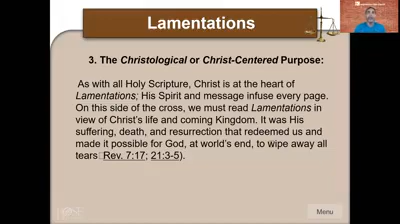 Lamentations
3. The Christological or Christ-Centered Purpose:
As with all Holy Scripture, Christ is at the heart of
Lamentations; His Spirit and message infuse every page.
On this side of the cross, we must read Lamentations in
view of Christ's life and coming Kingdom. It was His
suffering, death, and resurrection that redeemed us and
made it possible for God, at world's end, to wipe away all
tears Rev. 7:17; 21:3-5).
Menu